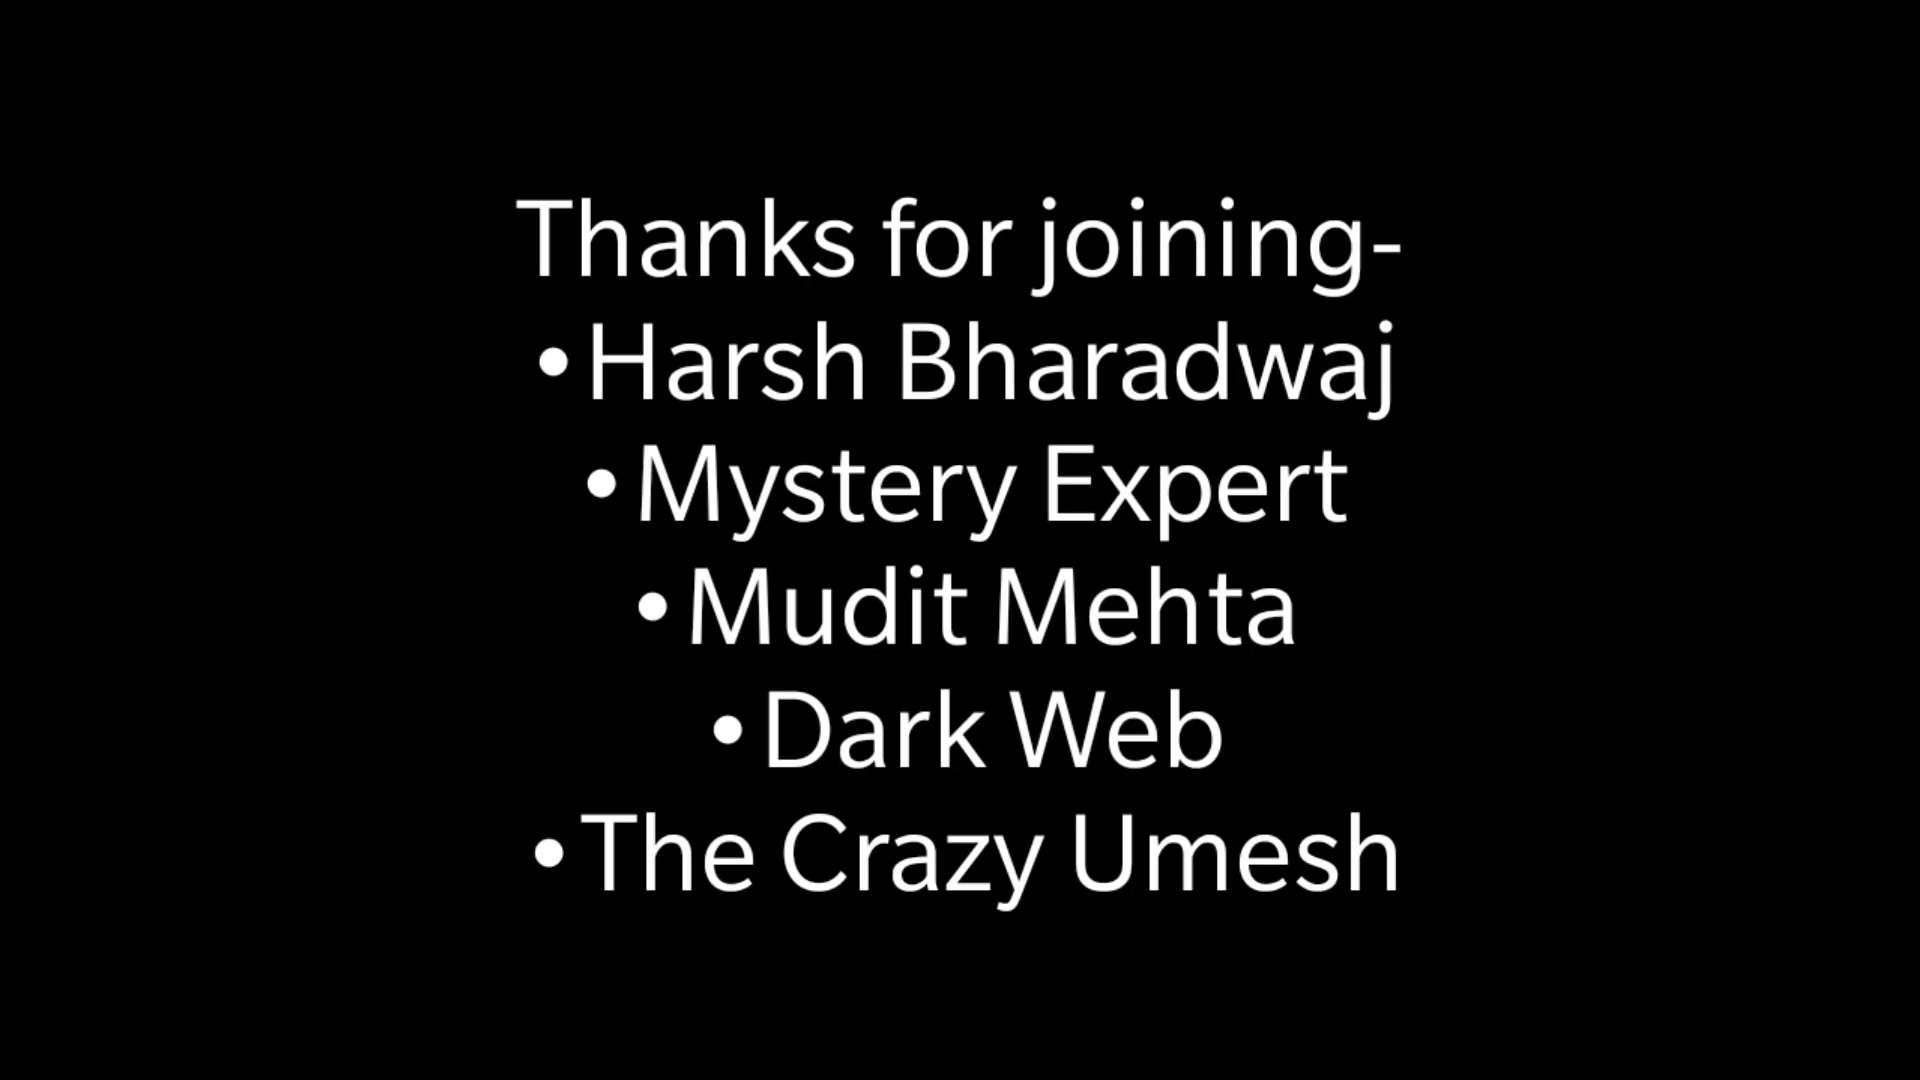 Thanks for joining-
•Harsh Bharadwaj
•Mystery Expert
•Mudit Mehta
•Dark Web
•The Crazy Umesh